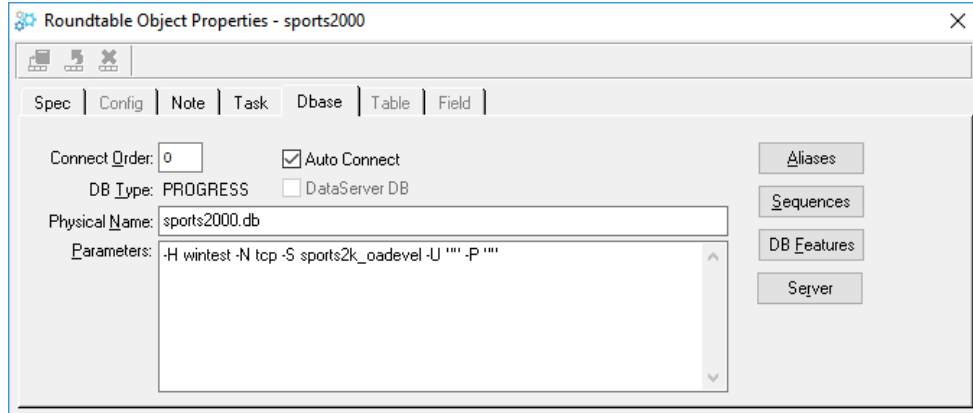 Roundtable Object Properties - sports2000
Spec Config Note Task Dbase Table Field
Connect Order: 0 Auto Connect Aliases
DB Type: PROGRESS DataServer DB
Sequences
Physical Name: sports2000.db
Parameters: -H wintest -N tcp -S sports2k_oadevel -U "" -P ""
DB Features
Server